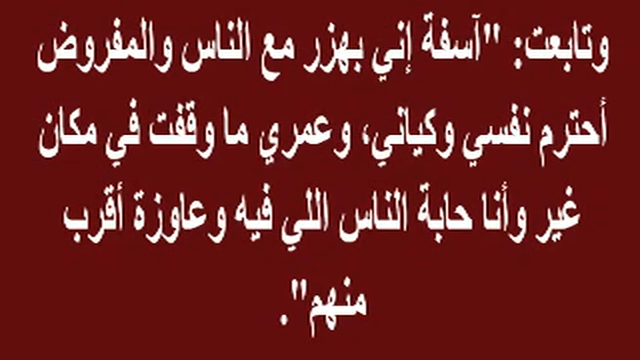 وتابعت: "آسفة إني بهزر مع الناس والمفروض
أحترم نفسي وكياني، وعمري ما وقفت في مكان
غير وأنا حابة الناس اللي فيه وعاوزة أقرب
منهم".